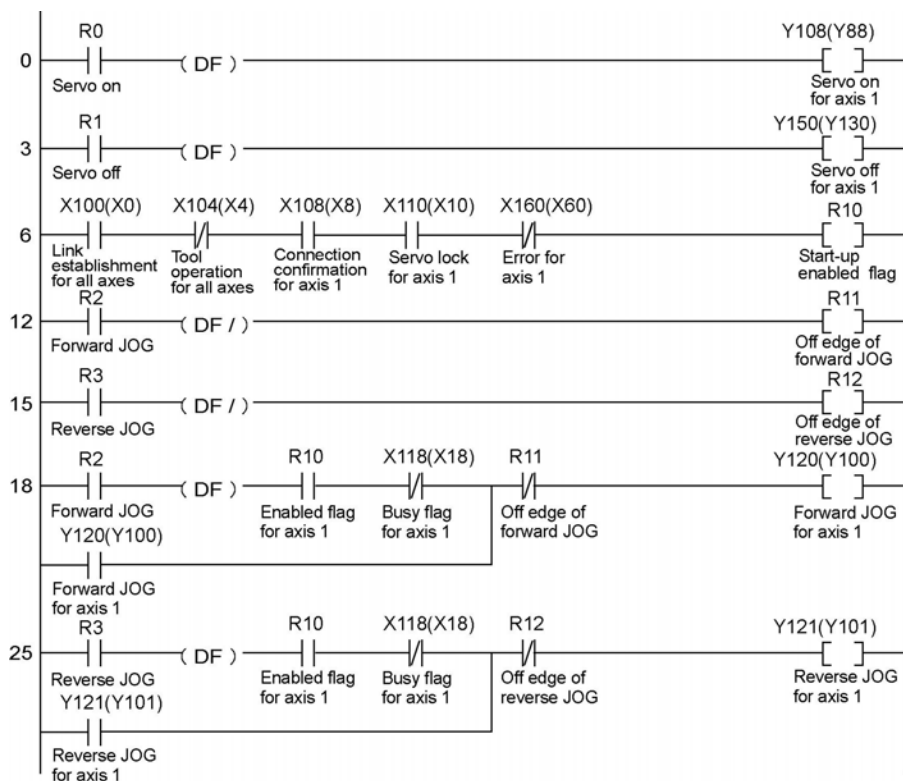 R0
Y108(Y88)
0
( DF )
Servo on
Servo on
for axis 1
R1
Y150(Y130)
3
( DF )
Servo off
Servo off
for axis 1
X100(X0) X104(X4) X108(X8) X110(X10) X160(X60)
R10
6
Link
establishment
for all axes
Tool
operation
for all axes
Connection
confirmation
for axis 1
Servo lock
for axis 1
Error for
axis 1
Start-up
enabled flag
R2
R11
12
( DF / )
Forward JOG
Off edge of
forward JOG
R3
R12
15
( DF / )
Reverse JOG
Off edge of
reverse JOG
R2
R10
X118(X18)
R11
Y120(Y100)
18
( DF )
Forward JOG
Enabled flag
for axis 1
Busy flag
for axis 1
Off edge of
forward JOG
Forward JOG
for axis 1
Y120(Y100)
Forward JOG
for axis 1
R3
R10
X118(X18)
R12
Y121(Y101)
25
( DF )
Reverse JOG
Enabled flag
for axis 1
Busy flag
for axis 1
Off edge of
reverse JOG
Reverse JOG
for axis 1
Y121(Y101)
Reverse JOG
for axis 1